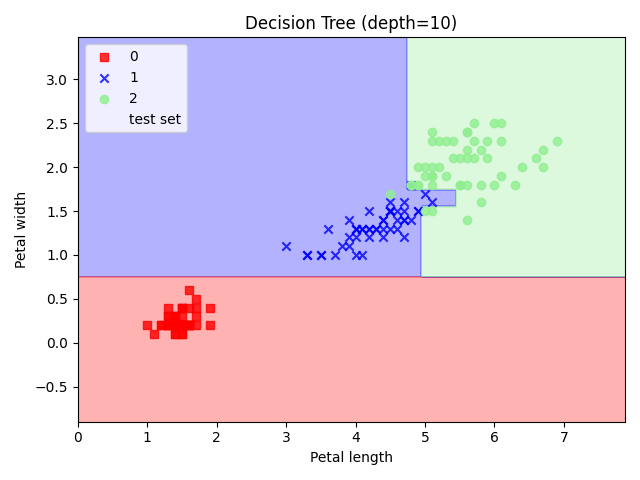 Decision Tree (depth=10)
0
1
2
test set
3.0
2.5
2.0
1.5
1.0
0.5
0.0
−0.5
Petal width
0 1 2 3 4 5 6 7
Petal length